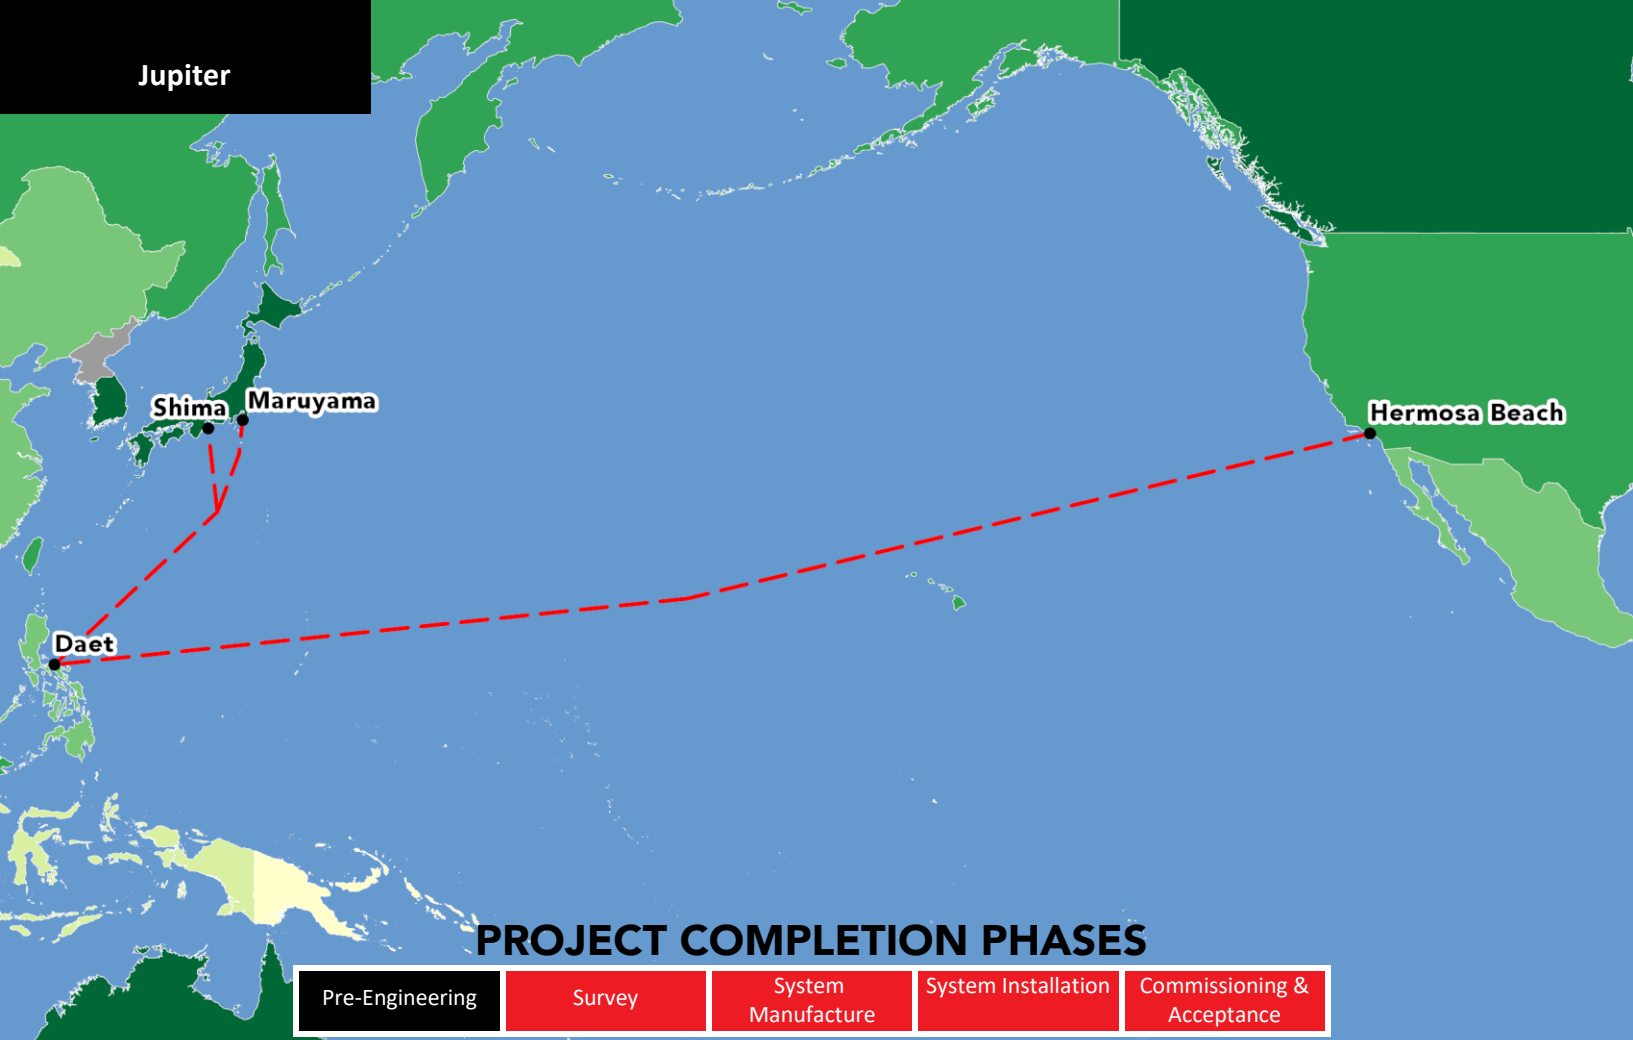 Jupiter
Shima
Maruyama
Hermosa Beach
Daet
PROJECT COMPLETION PHASES
Pre-Engineering
Survey
System
Manufacture
System Installation
Commissioning &
Acceptance